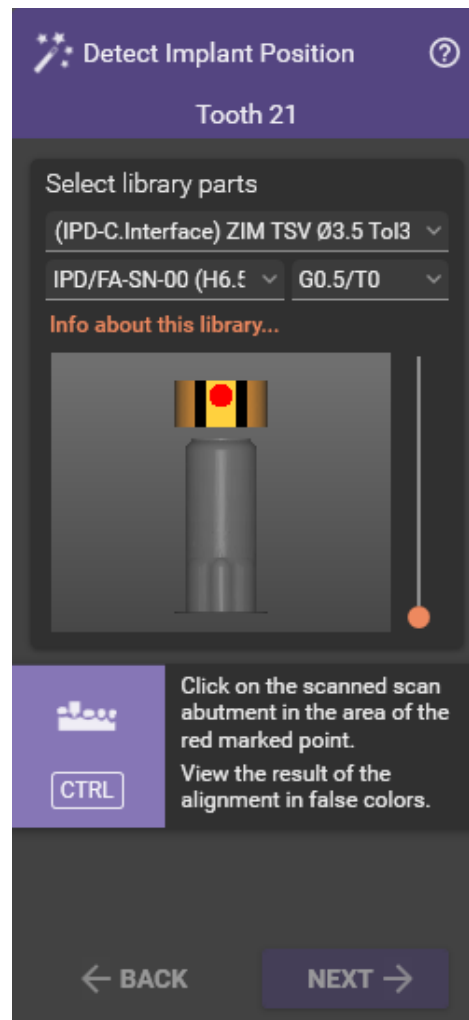 Detect Implant Position
Tooth 21
Select library parts
(IPD-C.Interface) ZIM TSV Ø3.5 Tol3
IPD/FA-SN-00 (H6.5 G0.5/T0
Info about this library...
Click on the scanned scan
abutment in the area of the
red marked point.
CTRL
View the result of the
alignment in false colors.
BACK
NEXT